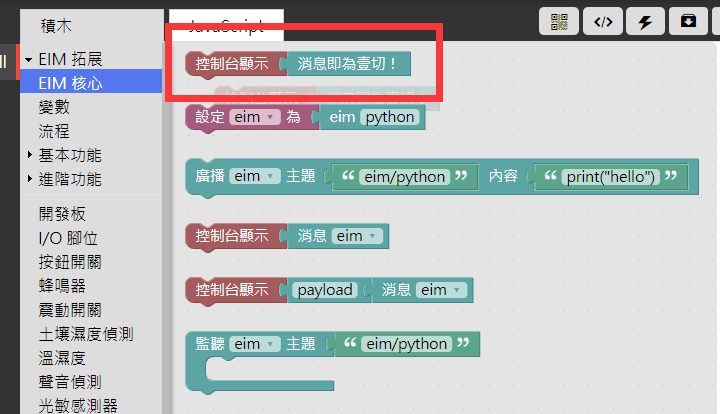 積木
JavaScript
</>
EIM 拓展
EIM 核心
變數
流程
基本功能
進階功能
開發板
I/O 腳位
按鈕開關
蜂鳴器
震動開關
土壤濕度偵測
溫濕度
聲音偵測
光敏感測器
控制台顯示 消息即為壹切！
設定 eim 為 eim python
廣播 eim 主題 “ eim/python ” 內容 “ print("hello") ”
控制台顯示 消息 eim
控制台顯示 payload 消息 eim
監聽 eim 主題 “ eim/python ”